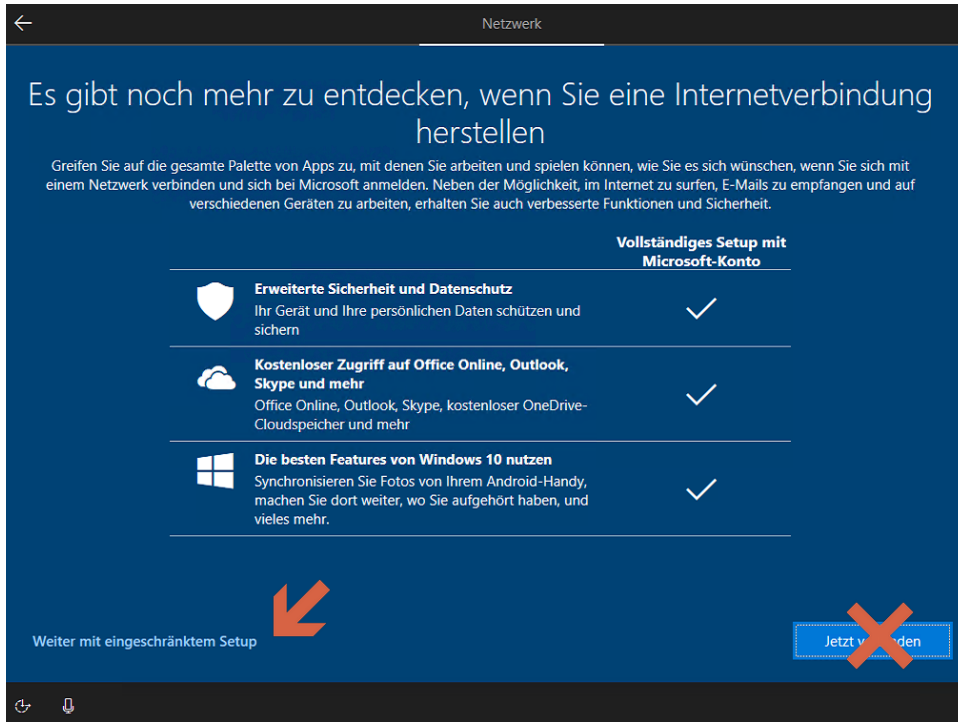 Netzwerk
Es gibt noch mehr zu entdecken, wenn Sie eine Internetverbindung
herstellen
Greifen Sie auf die gesamte Palette von Apps zu, mit denen Sie arbeiten und spielen können, wie Sie es sich wünschen, wenn Sie sich mit
einem Netzwerk verbinden und sich bei Microsoft anmelden. Neben der Möglichkeit, im Internet zu surfen, E-Mails zu empfangen und auf
verschiedenen Geräten zu arbeiten, erhalten Sie auch verbesserte Funktionen und Sicherheit.
Vollständiges Setup mit
Microsoft-Konto
Erweiterte Sicherheit und Datenschutz
Ihr Gerät und Ihre persönlichen Daten schützen und
sichern
Kostenloser Zugriff auf Office Online, Outlook,
Skype und mehr
Office Online, Outlook, Skype, kostenloser OneDrive-
Cloudspeicher und mehr
Die besten Features von Windows 10 nutzen
Synchronisieren Sie Fotos von Ihrem Android-Handy,
machen Sie dort weiter, wo Sie aufgehört haben, und
vieles mehr.
Weiter mit eingeschränktem Setup
Jetzt